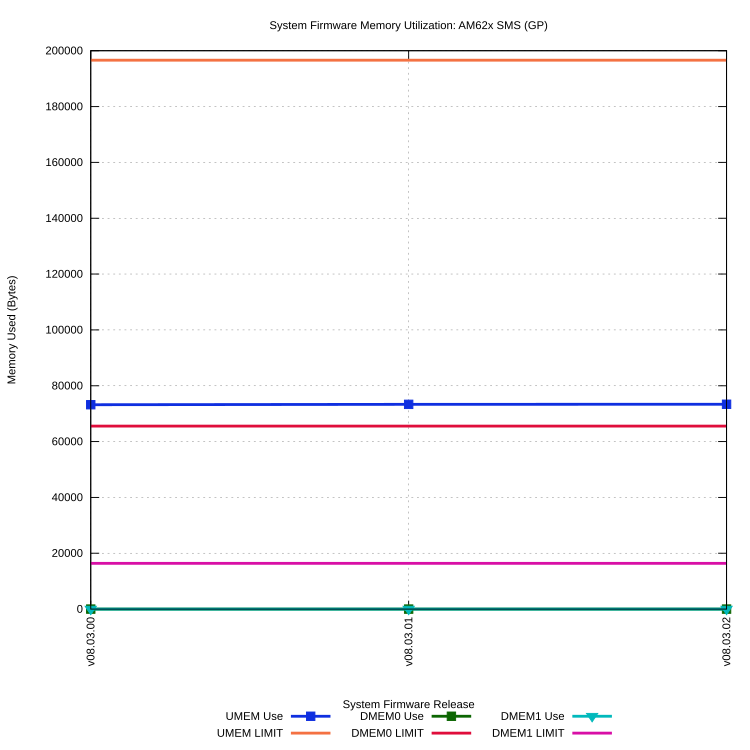 System Firmware Memory Utilization: AM62x SMS (GP)
200000
180000
160000
140000
120000
100000
80000
60000
40000
20000
0
Memory Used (Bytes)
v08.03.00
v08.03.01
v08.03.02
System Firmware Release
UMEM Use DMEM0 Use DMEM1 Use
UMEM LIMIT DMEM0 LIMIT DMEM1 LIMIT